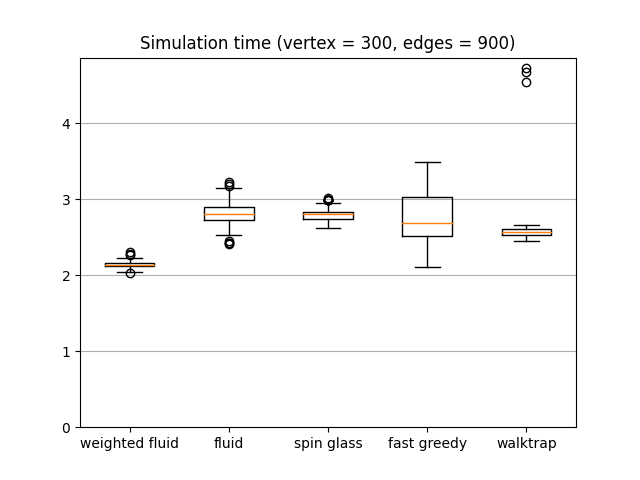 Simulation time (vertex = 300, edges = 900)
4
3
2
1
0
weighted fluid fluid spin glass fast greedy walktrap